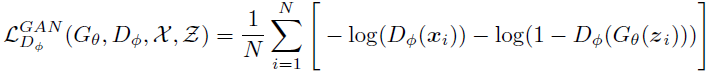 $\mathcal{L}_{D_\phi}^{GAN}(G_\theta, D_\phi, \mathcal{X}, \mathcal{Z}) = \frac{1}{N} \sum_{i=1}^{N} \left[ -\log(D_\phi(\boldsymbol{x}_i)) - \log(1 - D_\phi(G_\theta(\boldsymbol{z}_i))) \right]$